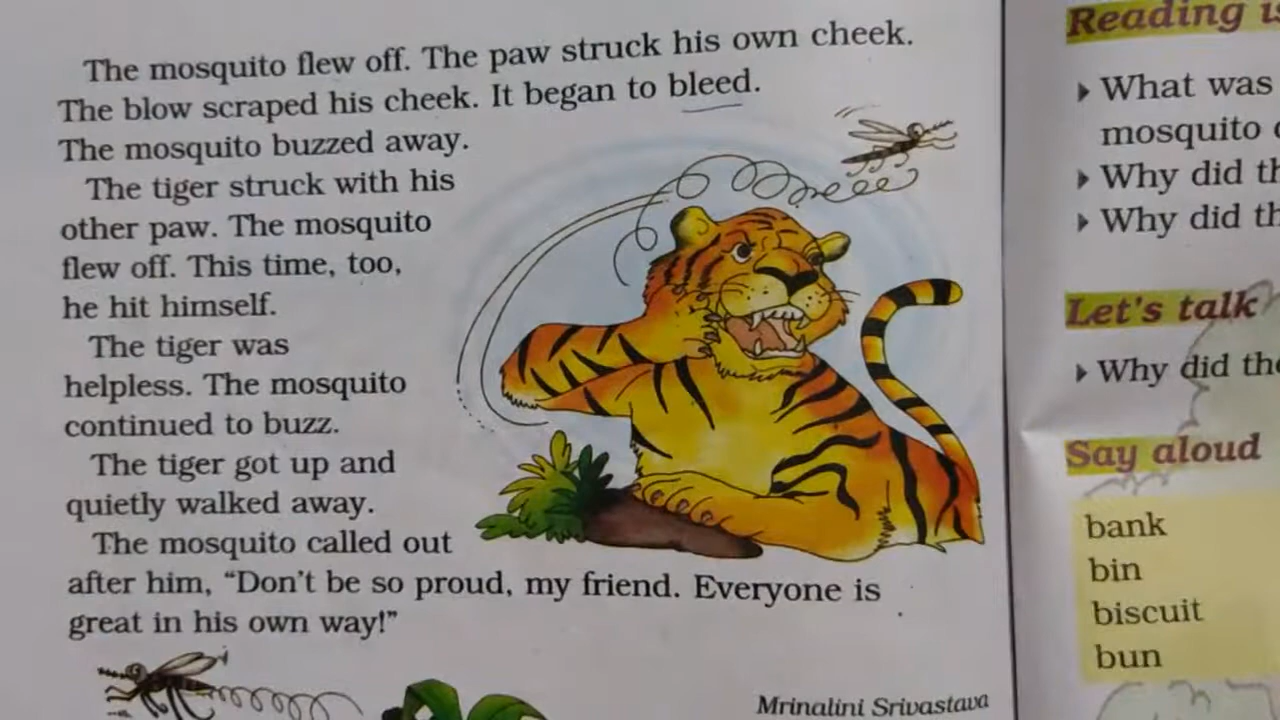 The mosquito flew off. The paw struck his own cheek.
The blow scraped his cheek. It began to bleed.
The mosquito buzzed away.
The tiger struck with his
other paw. The mosquito
flew off. This time, too,
he hit himself.
The tiger was
helpless. The mosquito
continued to buzz.
The tiger got up and
quietly walked away.
The mosquito called out
after him, “Don't be so proud, my friend. Everyone is
great in his own way!”
Mrinalini Srivastava
Reading
What was
mosquito
Why did
Why did
Let's talk
Why did
Say aloud
bank
bin
biscuit
bun